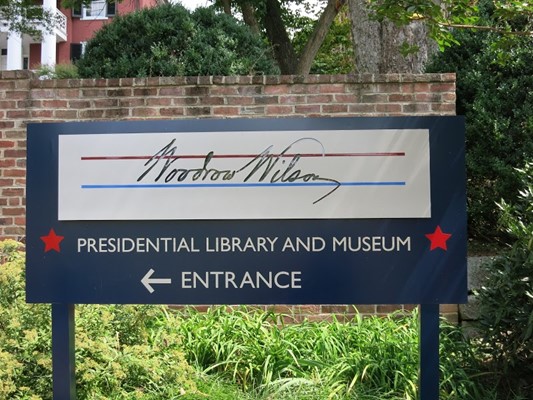 Woodrow Wilson
PRESIDENTIAL LIBRARY AND MUSEUM
← ENTRANCE